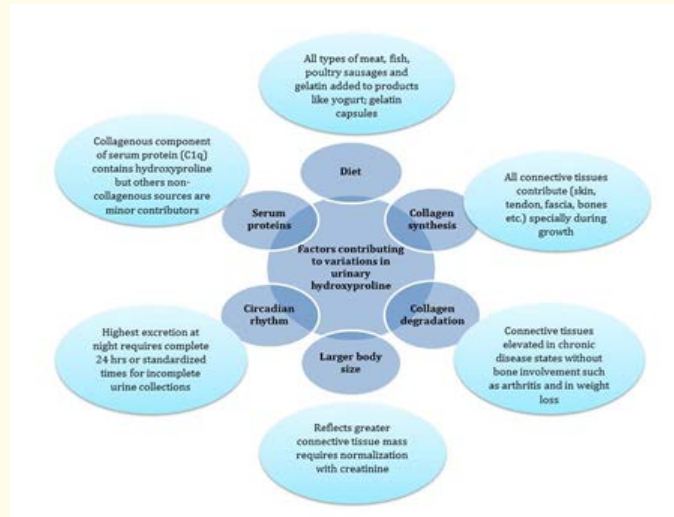 All types of meat, fish,
poultry sausages and
gelatin added to products
like yogurt; gelatin
capsules
Collagenous component
of serum protein (C1q)
contains hydroxyproline
but others non-
collagenous sources are
minor contributors
Diet
All connective tissues
contribute (skin,
tendon, fascia, bones
etc.) specially during
growth
Serum
proteins
Collagen
synthesis
Factors contributing
to variations in
urinary
hydroxyproline
Circadian
rhythm
Collagen
degradation
Highest excretion at
night requires complete
24 hrs or standardized
times for incomplete
urine collections
Larger body
size
Connective tissues
elevated in chronic
disease states without
bone involvement such
as arthritis and in weight
loss
Reflects greater
connective tissue mass
requires normalization
with creatinine